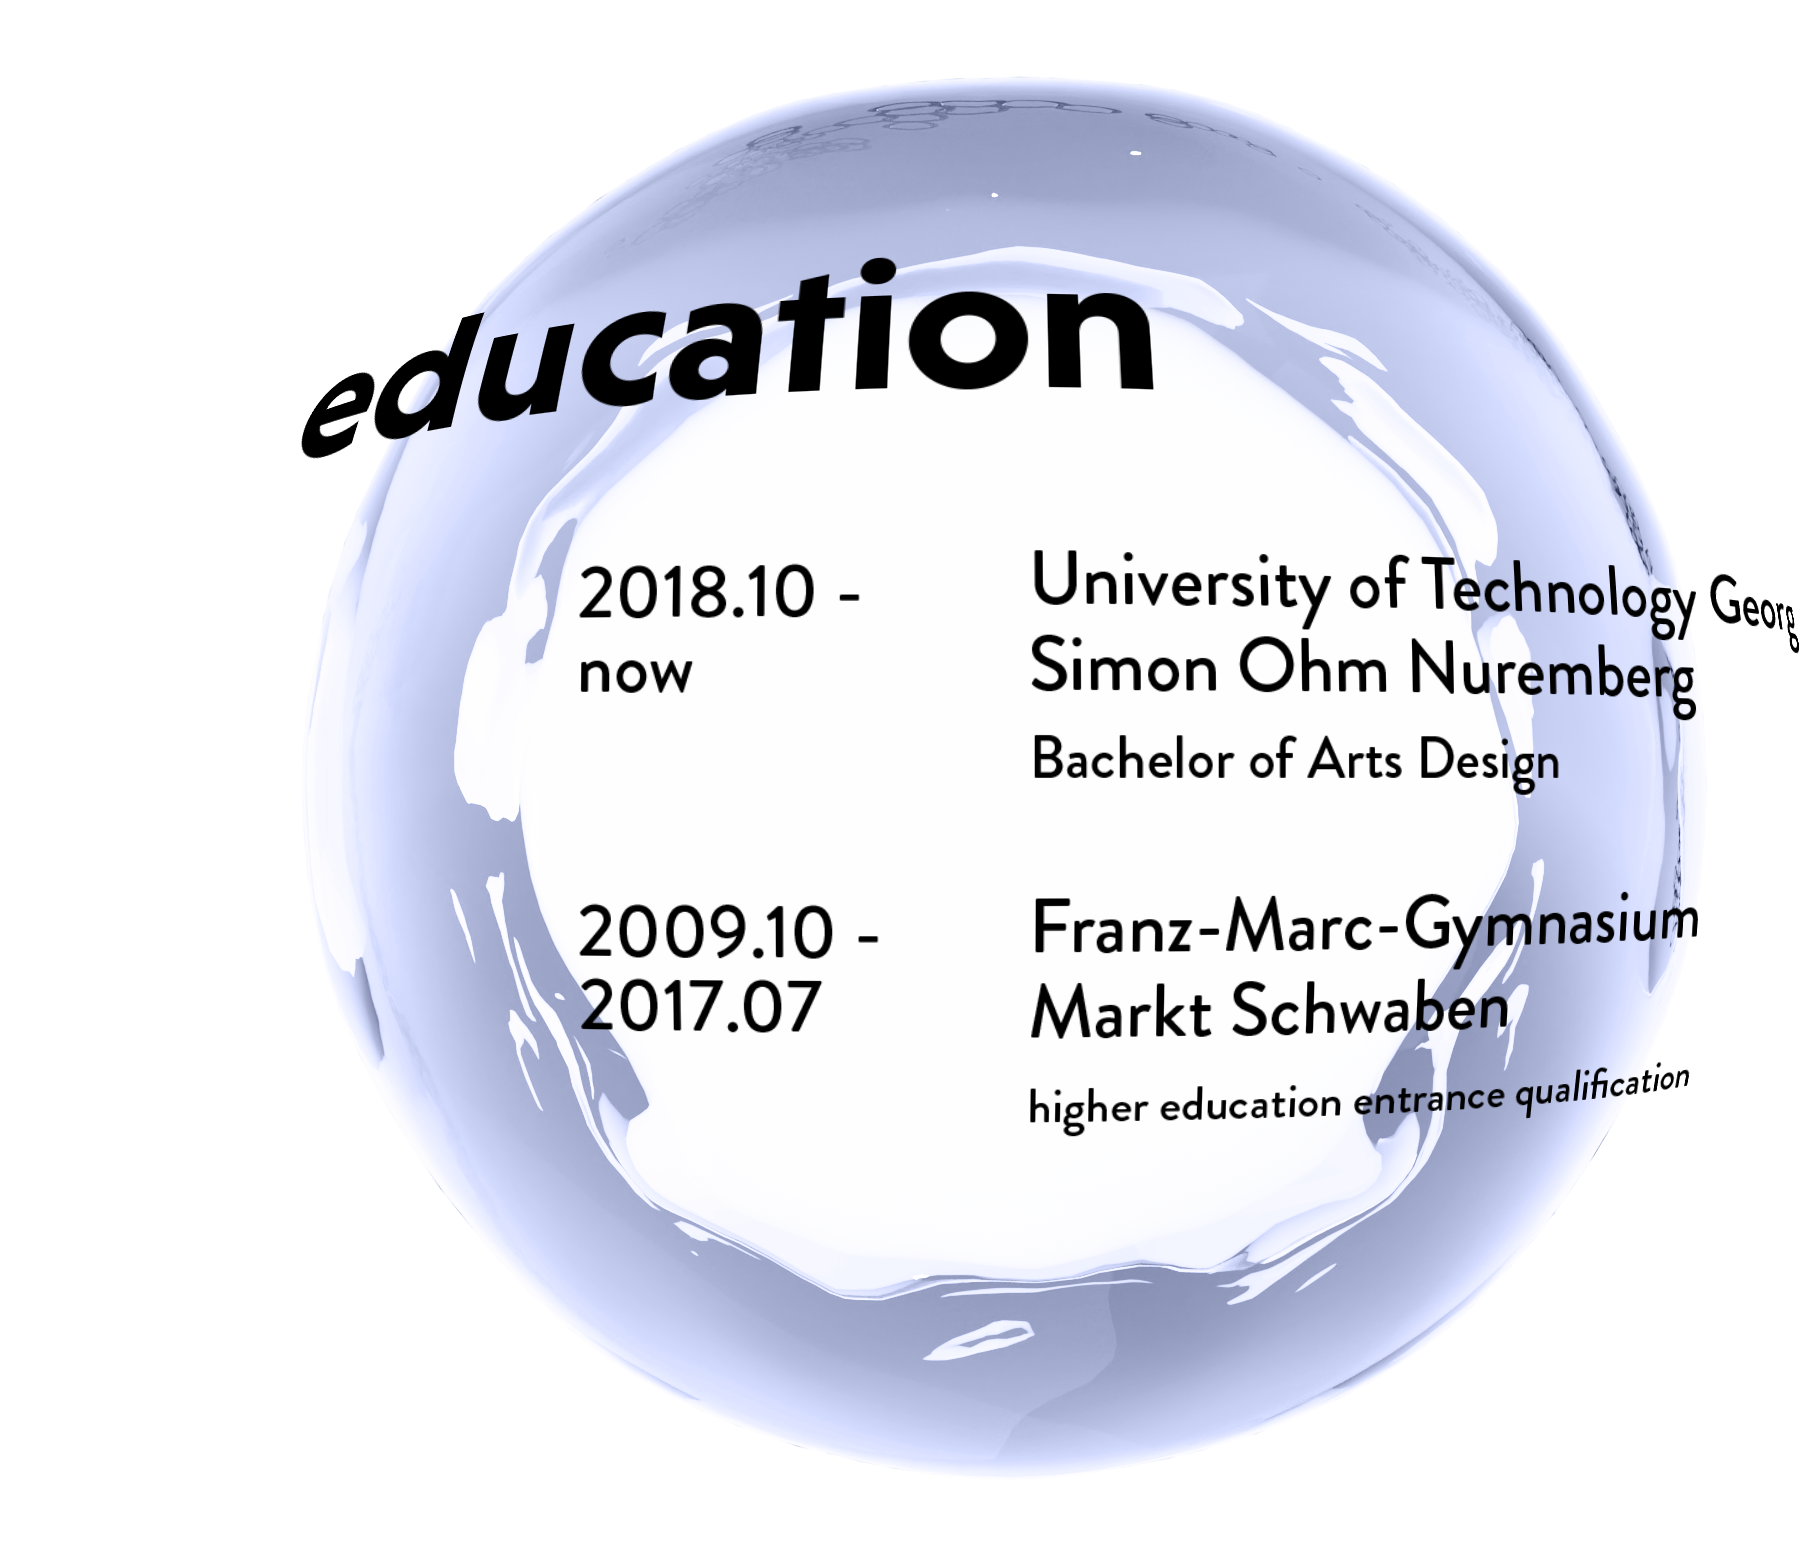 education
2018.10 -
now
University of Technology Georg
Simon Ohm Nuremberg
Bachelor of Arts Design
2009.10 -
2017.07
Franz-Marc-Gymnasium
Markt Schwaben
higher education entrance qualification